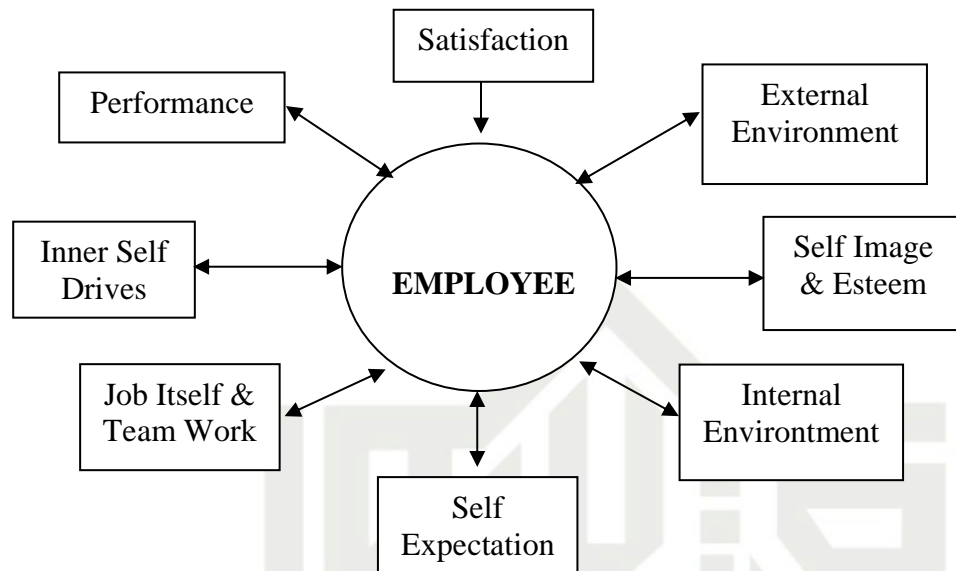 Satisfaction
Performance
External
Environment
Inner Self
Drives
EMPLOYEE
Self Image
& Esteem
Job Itself &
Team Work
Internal
Environtment
Self
Expectation